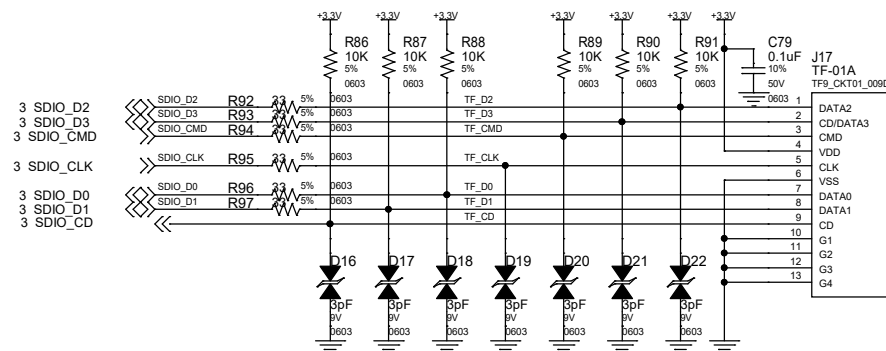 +3.3V +3.3V +3.3V +3.3V +3.3V +3.3V +3.3V +3.3V
R86 R87 R88 R89 R90 R91 C79
10K 10K 10K 10K 10K 10K 0.1uF
5% 5% 5% 5% 5% 5% 10%
0603 0603 0603 0603 0603 0603 50V
0603
J17
TF-01A
TF9_CKT01_009D
3 SDIO_D2 SDIO_D2 R92 33 5% 0603 TF_D2 1 DATA2
3 SDIO_D3 SDIO_D3 R93 33 5% 0603 TF_D3 2 CD/DATA3
3 SDIO_CMD SDIO_CMD R94 33 5% 0603 TF_CMD 3 CMD
4 VDD
3 SDIO_CLK SDIO_CLK R95 33 5% 0603 TF_CLK 5 CLK
6 VSS
3 SDIO_D0 SDIO_D0 R96 33 5% 0603 TF_D0 7 DATA0
3 SDIO_D1 SDIO_D1 R97 33 5% 0603 TF_D1 8 DATA1
3 SDIO_CD TF_CD 9 CD
10 G1
11 G2
12 G3
13 G4
D16 D17 D18 D19 D20 D21 D22
3pF 3pF 3pF 3pF 3pF 3pF 3pF
9V 9V 9V 9V 9V 9V 9V
0603 0603 0603 0603 0603 0603 0603